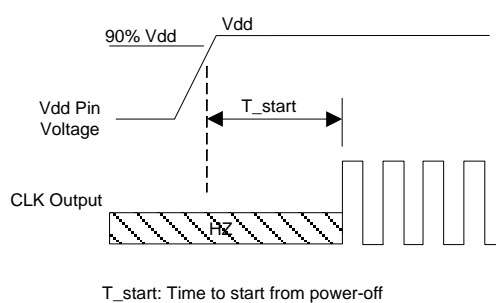 90% Vdd
Vdd
T_start
Vdd Pin
Voltage
CLK Output
HZ
T_start: Time to start from power-off